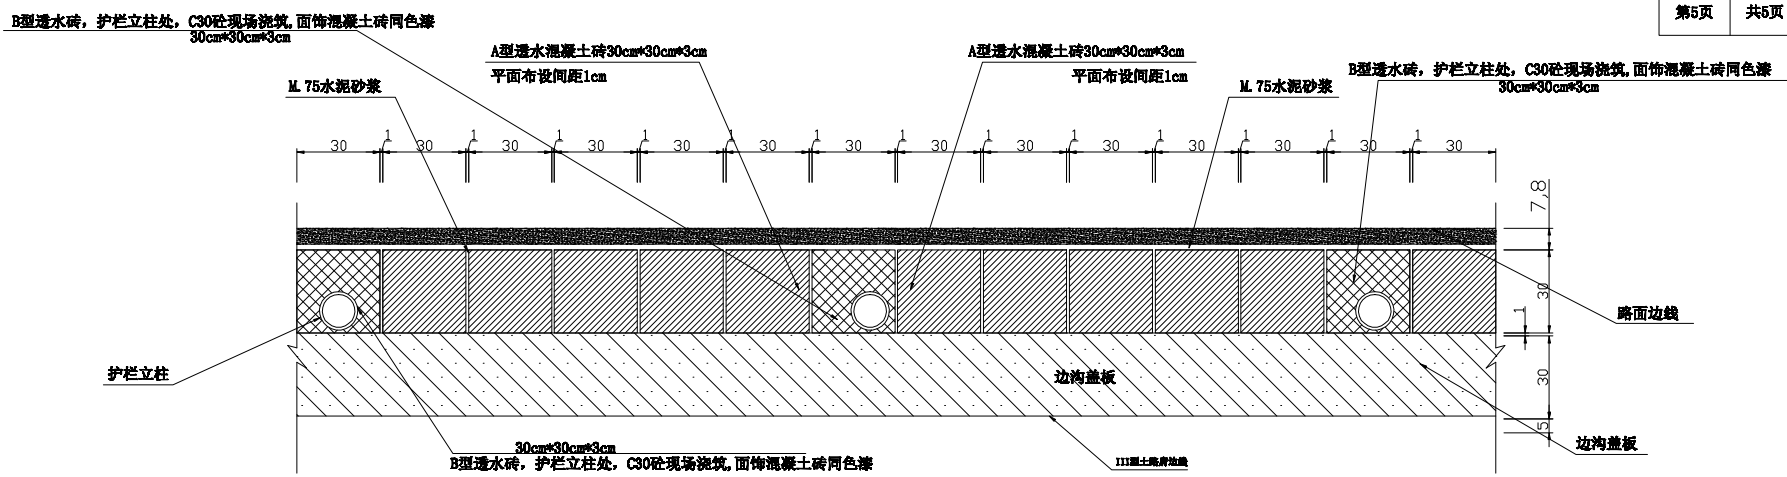 第5页 共5页
B型透水砖，护栏立柱处，C30砼现场浇筑,面饰混凝土砖同色漆
30cm*30cm*3cm
A型透水混凝土砖30cm*30cm*3cm
平面布设间距1cm
A型透水混凝土砖30cm*30cm*3cm
平面布设间距1cm
B型透水砖，护栏立柱处，C30砼现场浇筑,面饰混凝土砖同色漆
30cm*30cm*3cm
M.75水泥砂浆
M.75水泥砂浆
1 1 1 1 1 1 1 1 1 1 1 1 1
30 30 30 30 30 30 30 30 30 30 30 30 30 30
7,8
30
1
路面边线
护栏立柱
边沟盖板
30
5
边沟盖板
30cm*30cm*3cm
B型透水砖，护栏立柱处，C30砼现场浇筑,面饰混凝土砖同色漆
III型土路肩边线